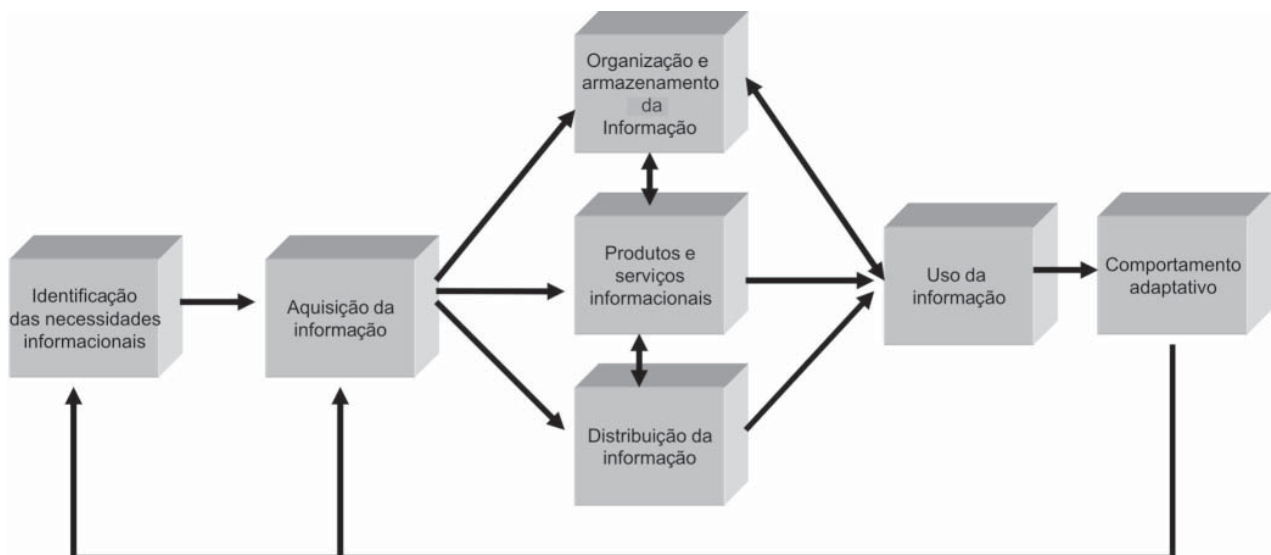 Identificação
das necessidades
informacionais
Aquisição da
informação
Organização e
armazenamento
da
Informação
Produtos e
serviços
informacionais
Distribuição da
informação
Uso da
informação
Comportamento
adaptativo